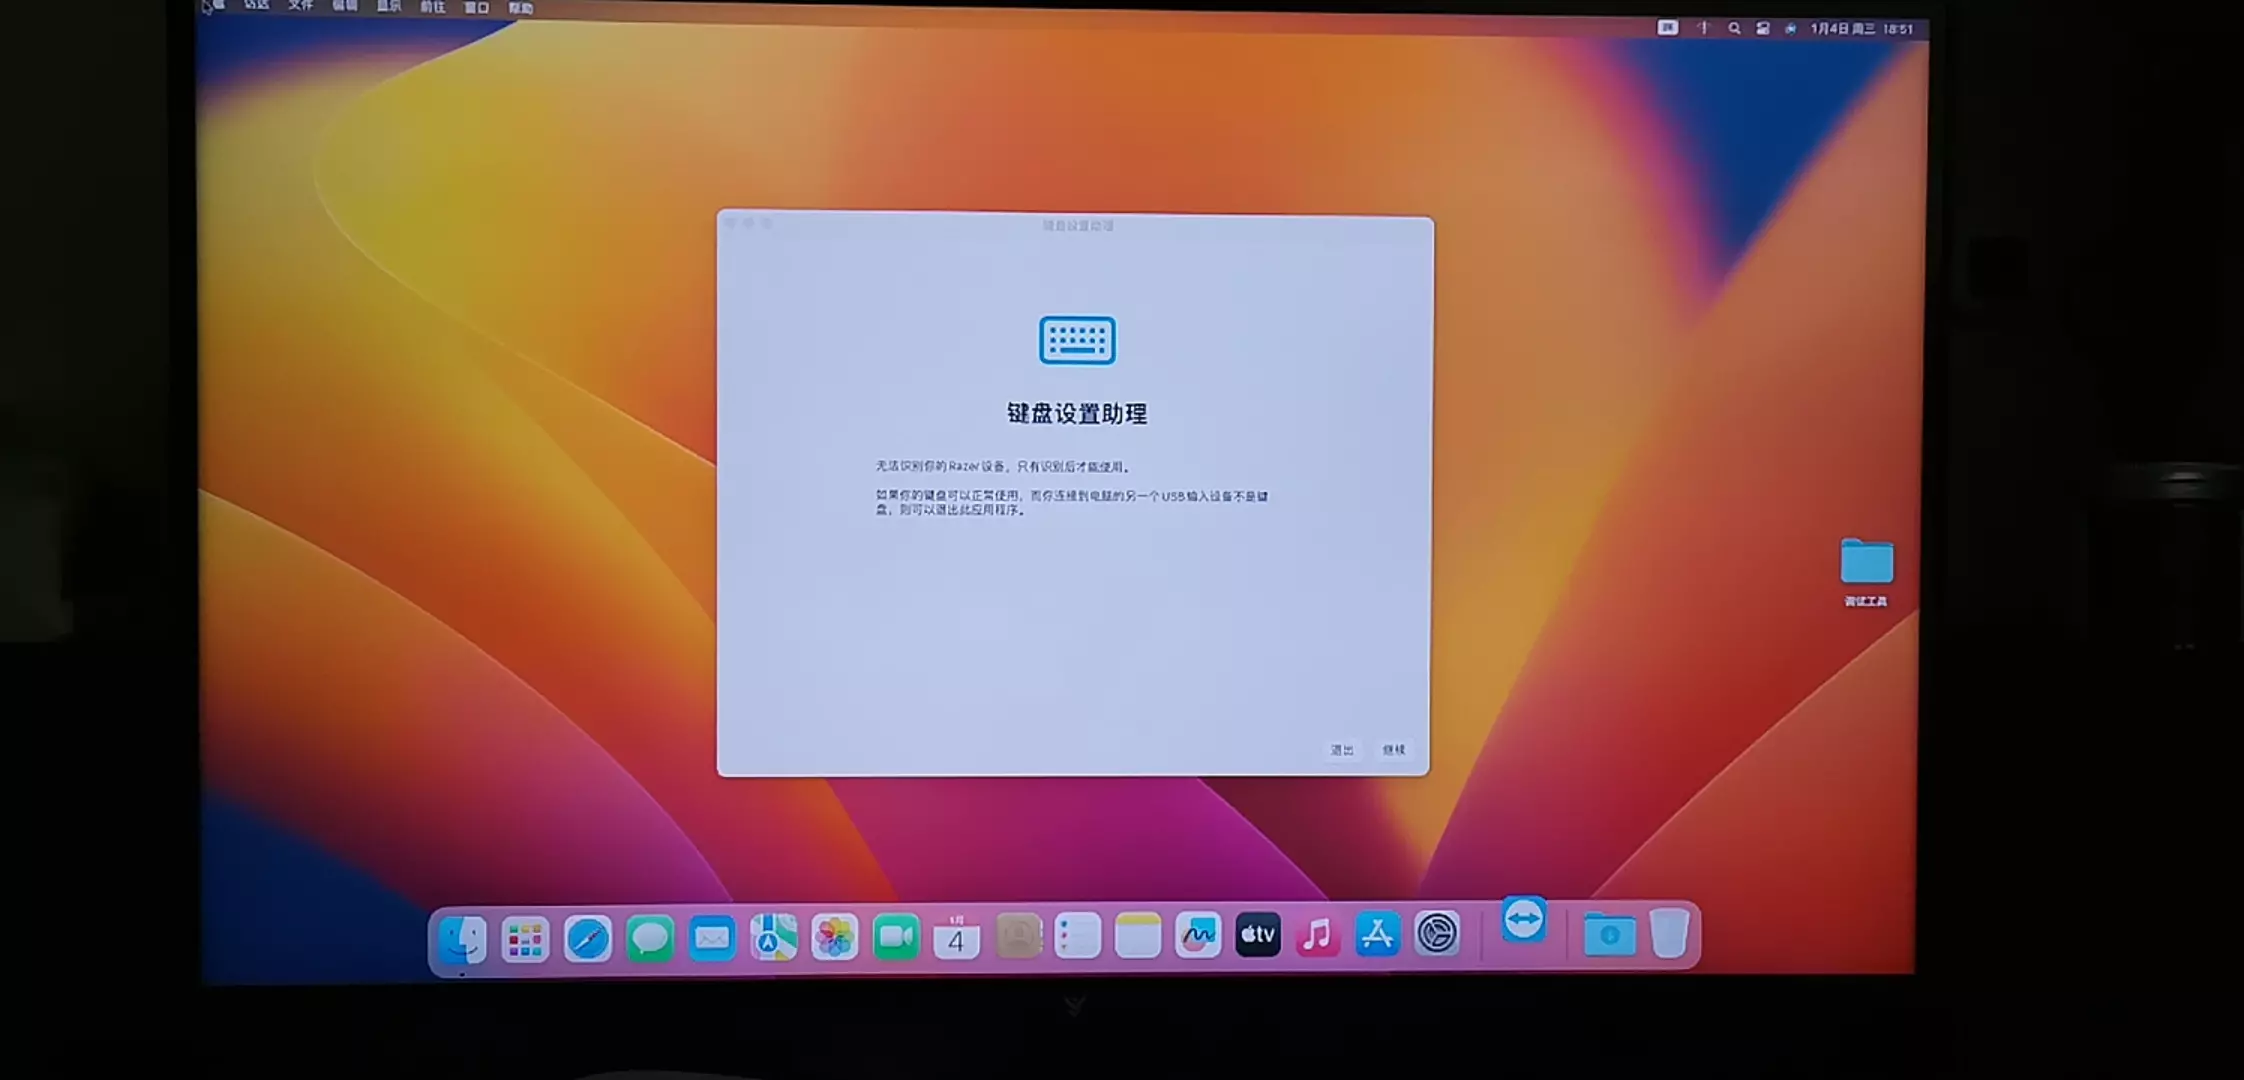 访达 文件 编辑 显示 前往 窗口 帮助
拼 1月4日 周三 18:51
键盘设置助理
键盘设置助理
无法识别你的 Razer 设备，只有识别后才能使用。
如果你的键盘可以正常使用，而你连接到电脑的另一个 USB 输入设备不是键
盘，则可以退出此应用程序。
退出 继续
调试工具
1月
4
tv